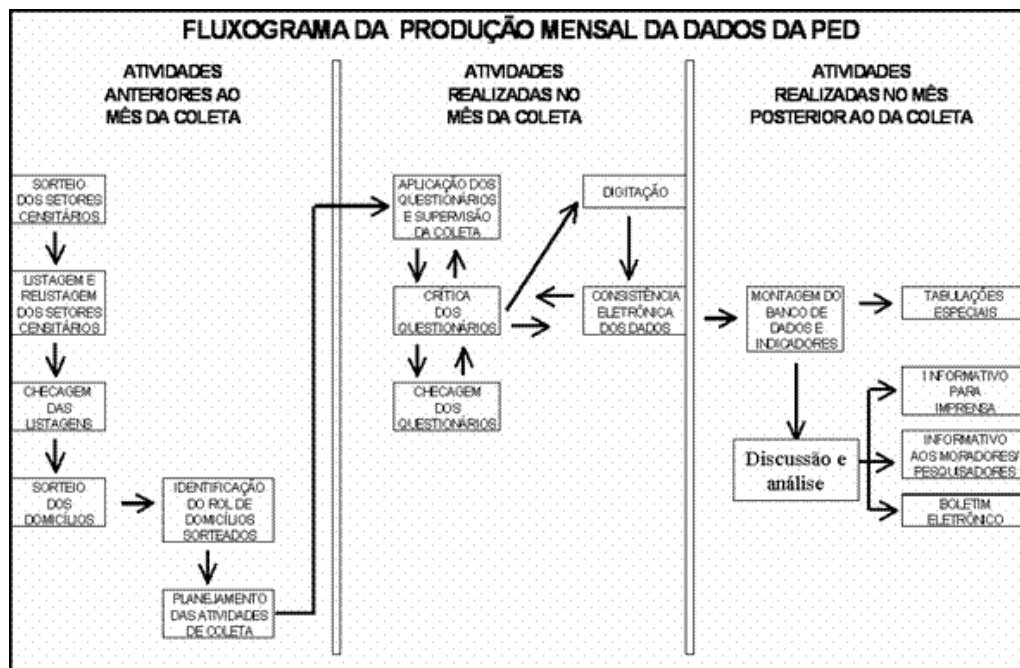 FLUXOGRAMA DA PRODUÇÃO MENSAL DA DADOS DA PED
ATIVIDADES
ANTERIORES AO
MÊS DA COLETA
SORTEIO
DOS SETORES
CENSITÁRIOS
LISTAGEM E
RELISTAGEM
DOS SETORES
CENSITÁRIOS
CHECAGEM
DAS
LISTAGENS
SORTEIO
DOS
DOMICÍLIOS
IDENTIFICAÇÃO
DO ROL DE
DOMICÍLIOS
SORTEADOS
PLANEJAMENTO
DAS ATIVIDADES
DE COLETA
ATIVIDADES
REALIZADAS NO
MÊS DA COLETA
APLICAÇÃO DOS
QUESTIONÁRIOS
E SUPERVISÃO
DA COLETA
CRÍTICA
DOS
QUESTIONÁRIOS
CHECAGEM
DOS
QUESTIONÁRIOS
DIGITAÇÃO
CONSISTÊNCIA
ELETRÔNICA
DOS DADOS
ATIVIDADES
REALIZADAS NO MÊS
POSTERIOR AO DA COLETA
MONTAGEM DO
BANCO DE
DADOS E
INDICADORES
TABULAÇÕES
ESPECIAIS
Discussão e
análise
INFORMATIVO
PARA
IMPRENSA
INFORMATIVO
AOS MORADORES/
PESQUISADORES
BOLETIM
ELETRÔNICO